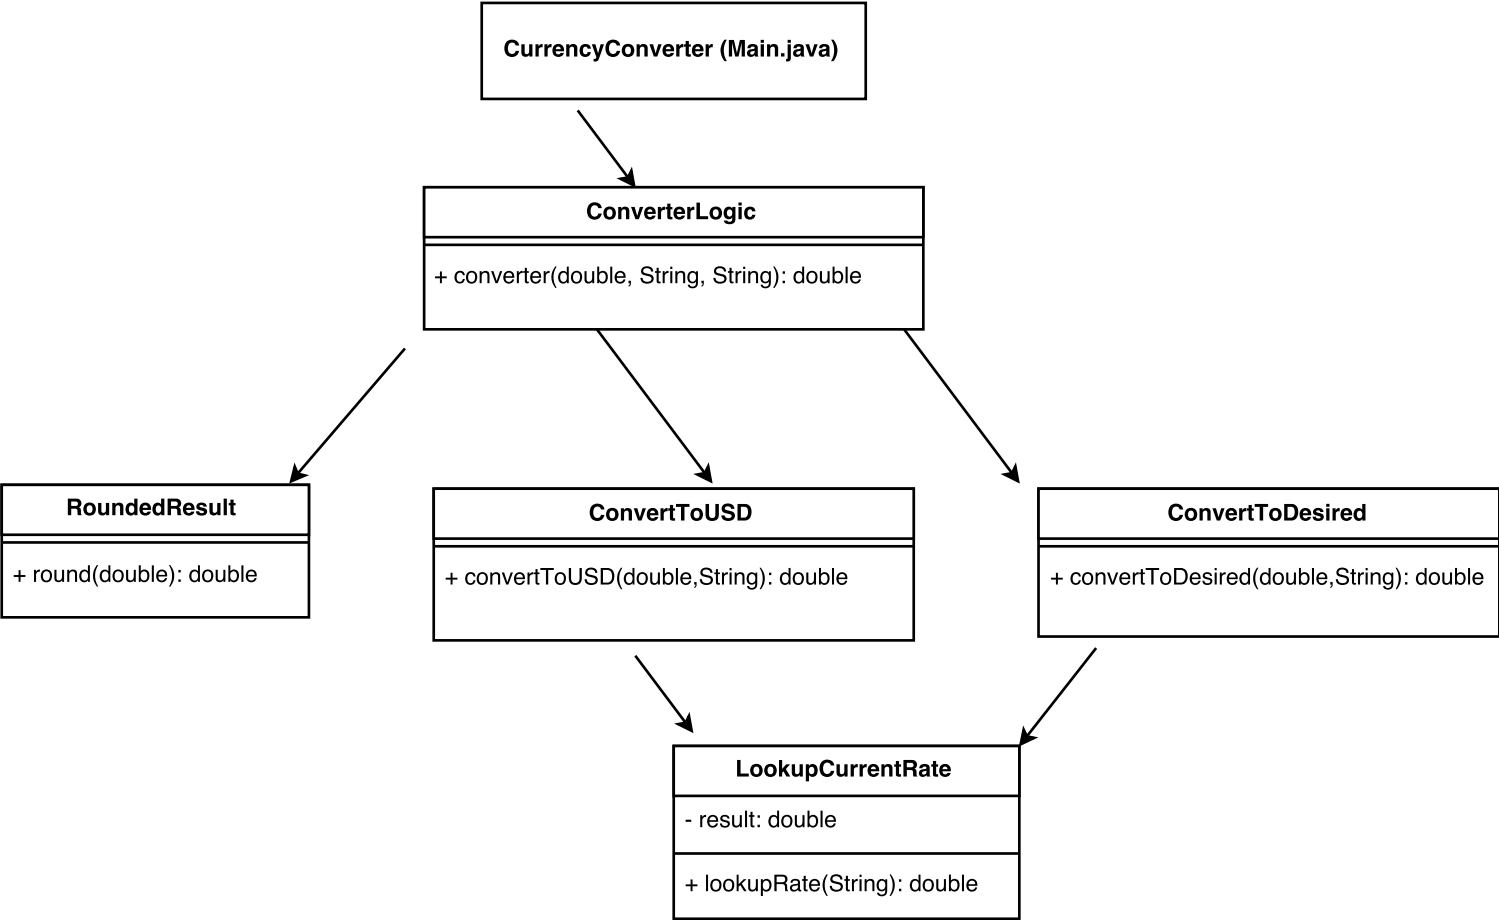 CurrencyConverter (Main.java)
ConverterLogic
+ converter(double, String, String): double
RoundedResult
+ round(double): double
ConvertToUSD
+ convertToUSD(double,String): double
ConvertToDesired
+ convertToDesired(double,String): double
LookupCurrentRate
- result: double
+ lookupRate(String): double